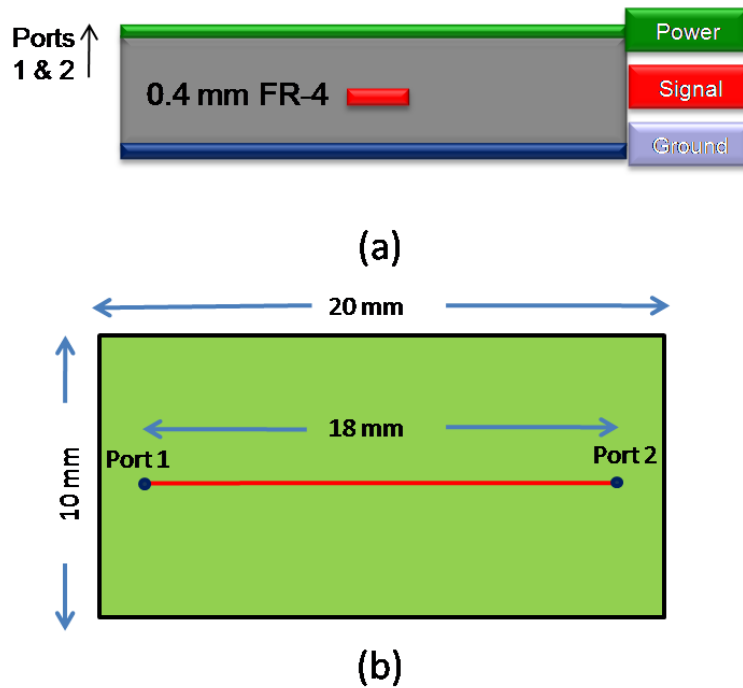 Ports
1 & 2
0.4 mm FR-4
Power
Signal
Ground
(a)
20 mm
18 mm
Port 1
Port 2
10 mm
(b)